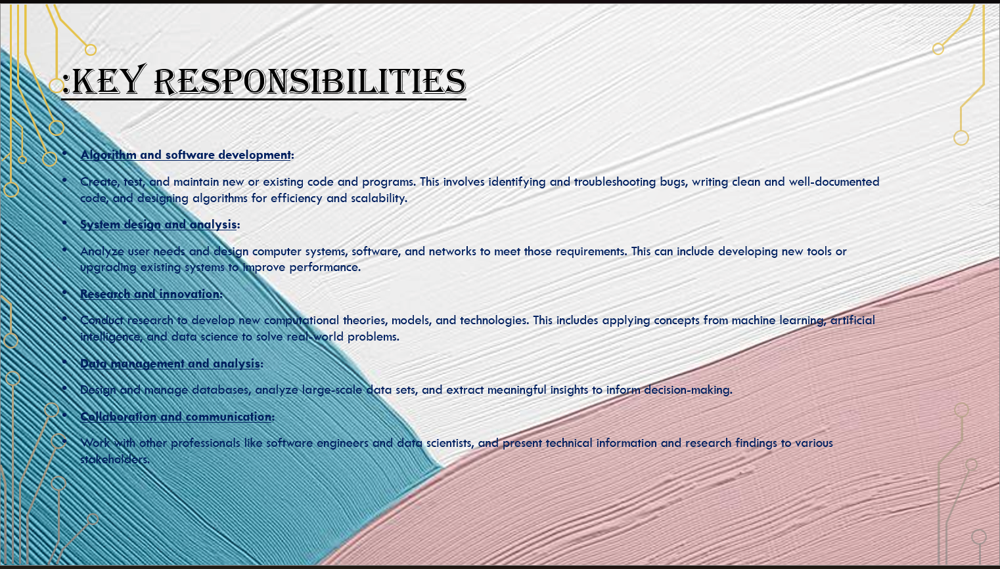 :KEY RESPONSIBILITIES
• Algorithm and software development:
• Create, test, and maintain new or existing code and programs. This involves identifying and troubleshooting bugs, writing clean and well-documented
code, and designing algorithms for efficiency and scalability.
• System design and analysis:
• Analyze user needs and design computer systems, software, and networks to meet those requirements. This can include developing new tools or
upgrading existing systems to improve performance.
• Research and innovation:
• Conduct research to develop new computational theories, models, and technologies. This includes applying concepts from machine learning, artificial
intelligence, and data science to solve real-world problems.
• Data management and analysis:
• Design and manage databases, analyze large-scale data sets, and extract meaningful insights to inform decision-making.
• Collaboration and communication:
• Work with other professionals like software engineers and data scientists, and present technical information and research findings to various
stakeholders.